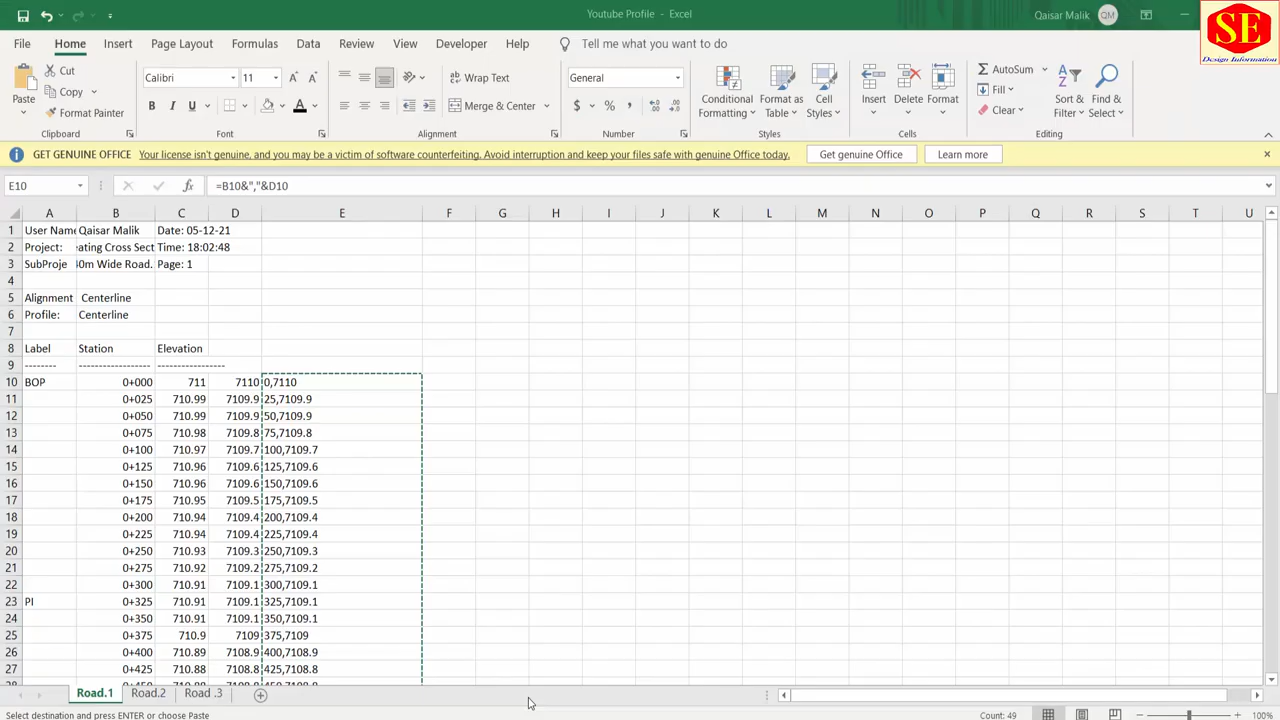 Youtube Profile - Excel
Qaisar Malik QM
SE
Design Information
File Home Insert Page Layout Formulas Data Review View Developer Help Tell me what you want to do
Paste Cut Copy Format Painter
Clipboard
Calibri 11
B I U A
Font
Wrap Text
Merge & Center
Alignment
General
$ % ,
Number
Conditional Formatting Format as Table Cell Styles
Styles
Insert Delete Format
Cells
AutoSum
Fill
Clear
Sort & Filter Find & Select
Editing
GET GENUINE OFFICE Your license isn't genuine, and you may be a victim of software counterfeiting. Avoid interruption and keep your files safe with genuine Office today. Get genuine Office Learn more
E10 fx =B10&","&D10
A B C D E F G H I J K L M N O P Q R S T U
1 User Name Qaisar Malik Date: 05-12-21
2 Project: eating Cross Sect Time: 18:02:48
3 SubProje 40m Wide Road. Page: 1
4
5 Alignment Centerline
6 Profile: Centerline
7
8 Label Station Elevation
9 -------- ------------------ -----------------
10 BOP 0+000 711 7110 0,7110
11 0+025 710.99 7109.9 25,7109.9
12 0+050 710.99 7109.9 50,7109.9
13 0+075 710.98 7109.8 75,7109.8
14 0+100 710.97 7109.7 100,7109.7
15 0+125 710.96 7109.6 125,7109.6
16 0+150 710.96 7109.6 150,7109.6
17 0+175 710.95 7109.5 175,7109.5
18 0+200 710.94 7109.4 200,7109.4
19 0+225 710.94 7109.4 225,7109.4
20 0+250 710.93 7109.3 250,7109.3
21 0+275 710.92 7109.2 275,7109.2
22 0+300 710.91 7109.1 300,7109.1
23 PI 0+325 710.91 7109.1 325,7109.1
24 0+350 710.91 7109.1 350,7109.1
25 0+375 710.9 7109 375,7109
26 0+400 710.89 7108.9 400,7108.9
27 0+425 710.88 7108.8 425,7108.8
Road.1 Road.2 Road .3
Select destination and press ENTER or choose Paste Count: 49 100%